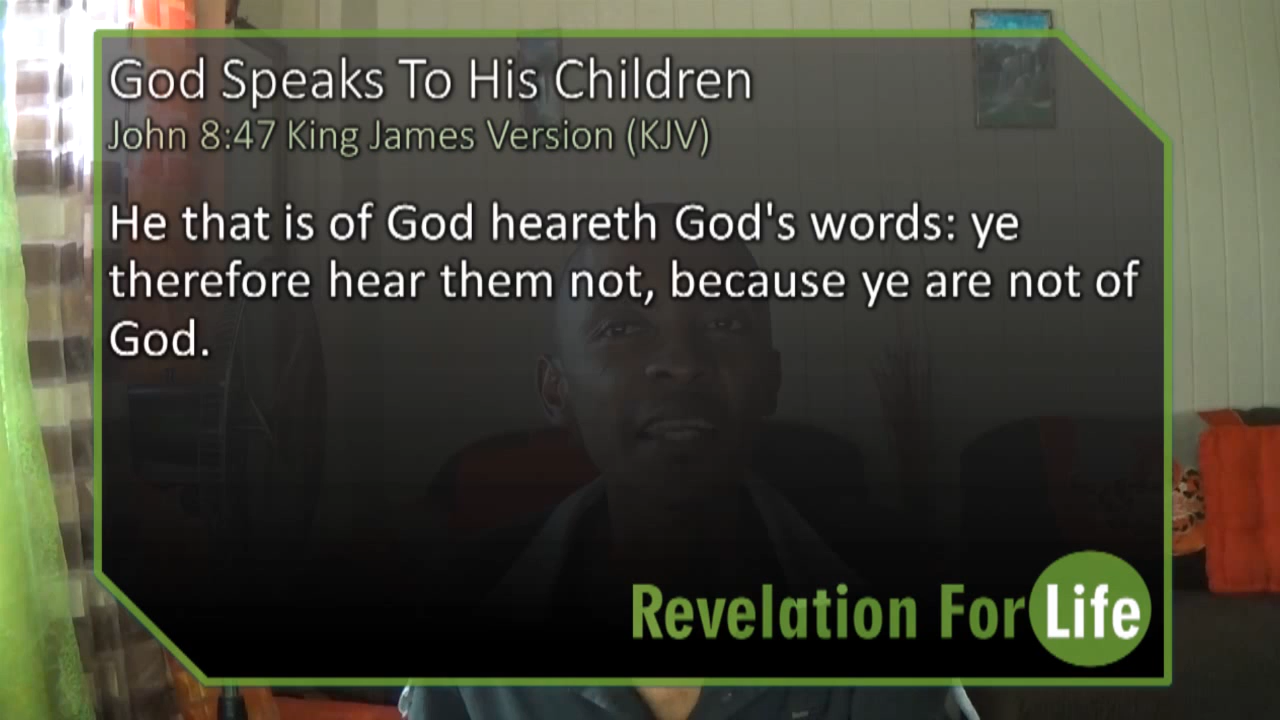 God Speaks To His Children
John 8:47 King James Version (KJV)
He that is of God heareth God's words: ye
therefore hear them not, because ye are not of
God.
Revelation For Life